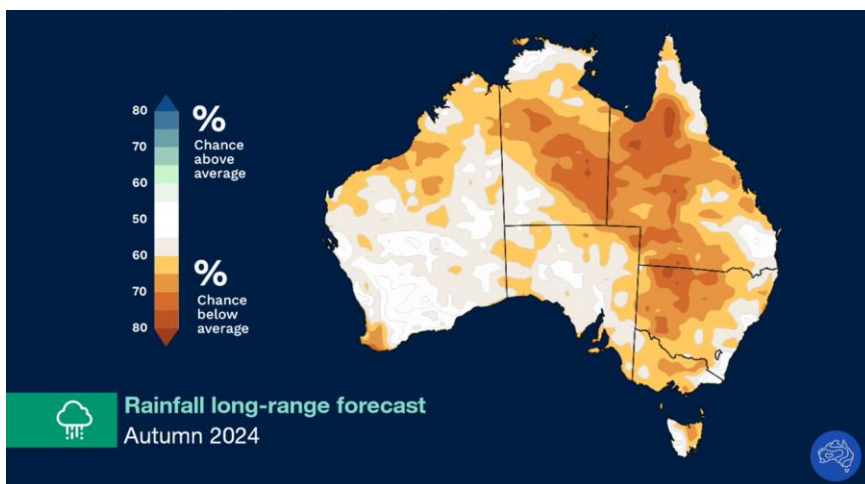 80
70
60
50
60
70
80
%
Chance
above
average
%
Chance
below
average
Rainfall long-range forecast
Autumn 2024